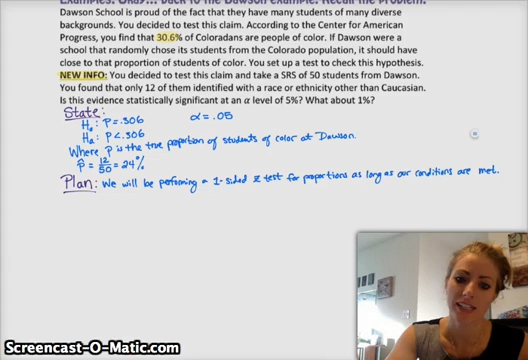 Examples. Okay... back to the Dawson example. Recall the Problem.
Dawson School is proud of the fact that they have many students of many diverse
backgrounds. You decided to test this claim. According to the Center for American
Progress, you find that 30.6% of Coloradans are people of color. If Dawson were a
school that randomly chose its students from the Colorado population, it should have
close to that proportion of students of color. You set up a test to check this hypothesis.
NEW INFO: You decided to test this claim and take a SRS of 50 students from Dawson.
You found that only 12 of them identified with a race or ethnicity other than Caucasian.
Is this evidence statistically significant at an α level of 5%? What about 1%?
State:
H₀: P = .306 α = .05
Hₐ: P < .306
Where P is the true proportion of students of color at Dawson.
p̂ = 12/50 = 24%
Plan: We will be performing a 1-sided z test for proportions as long as our conditions are met.
Screencast-O-Matic.com